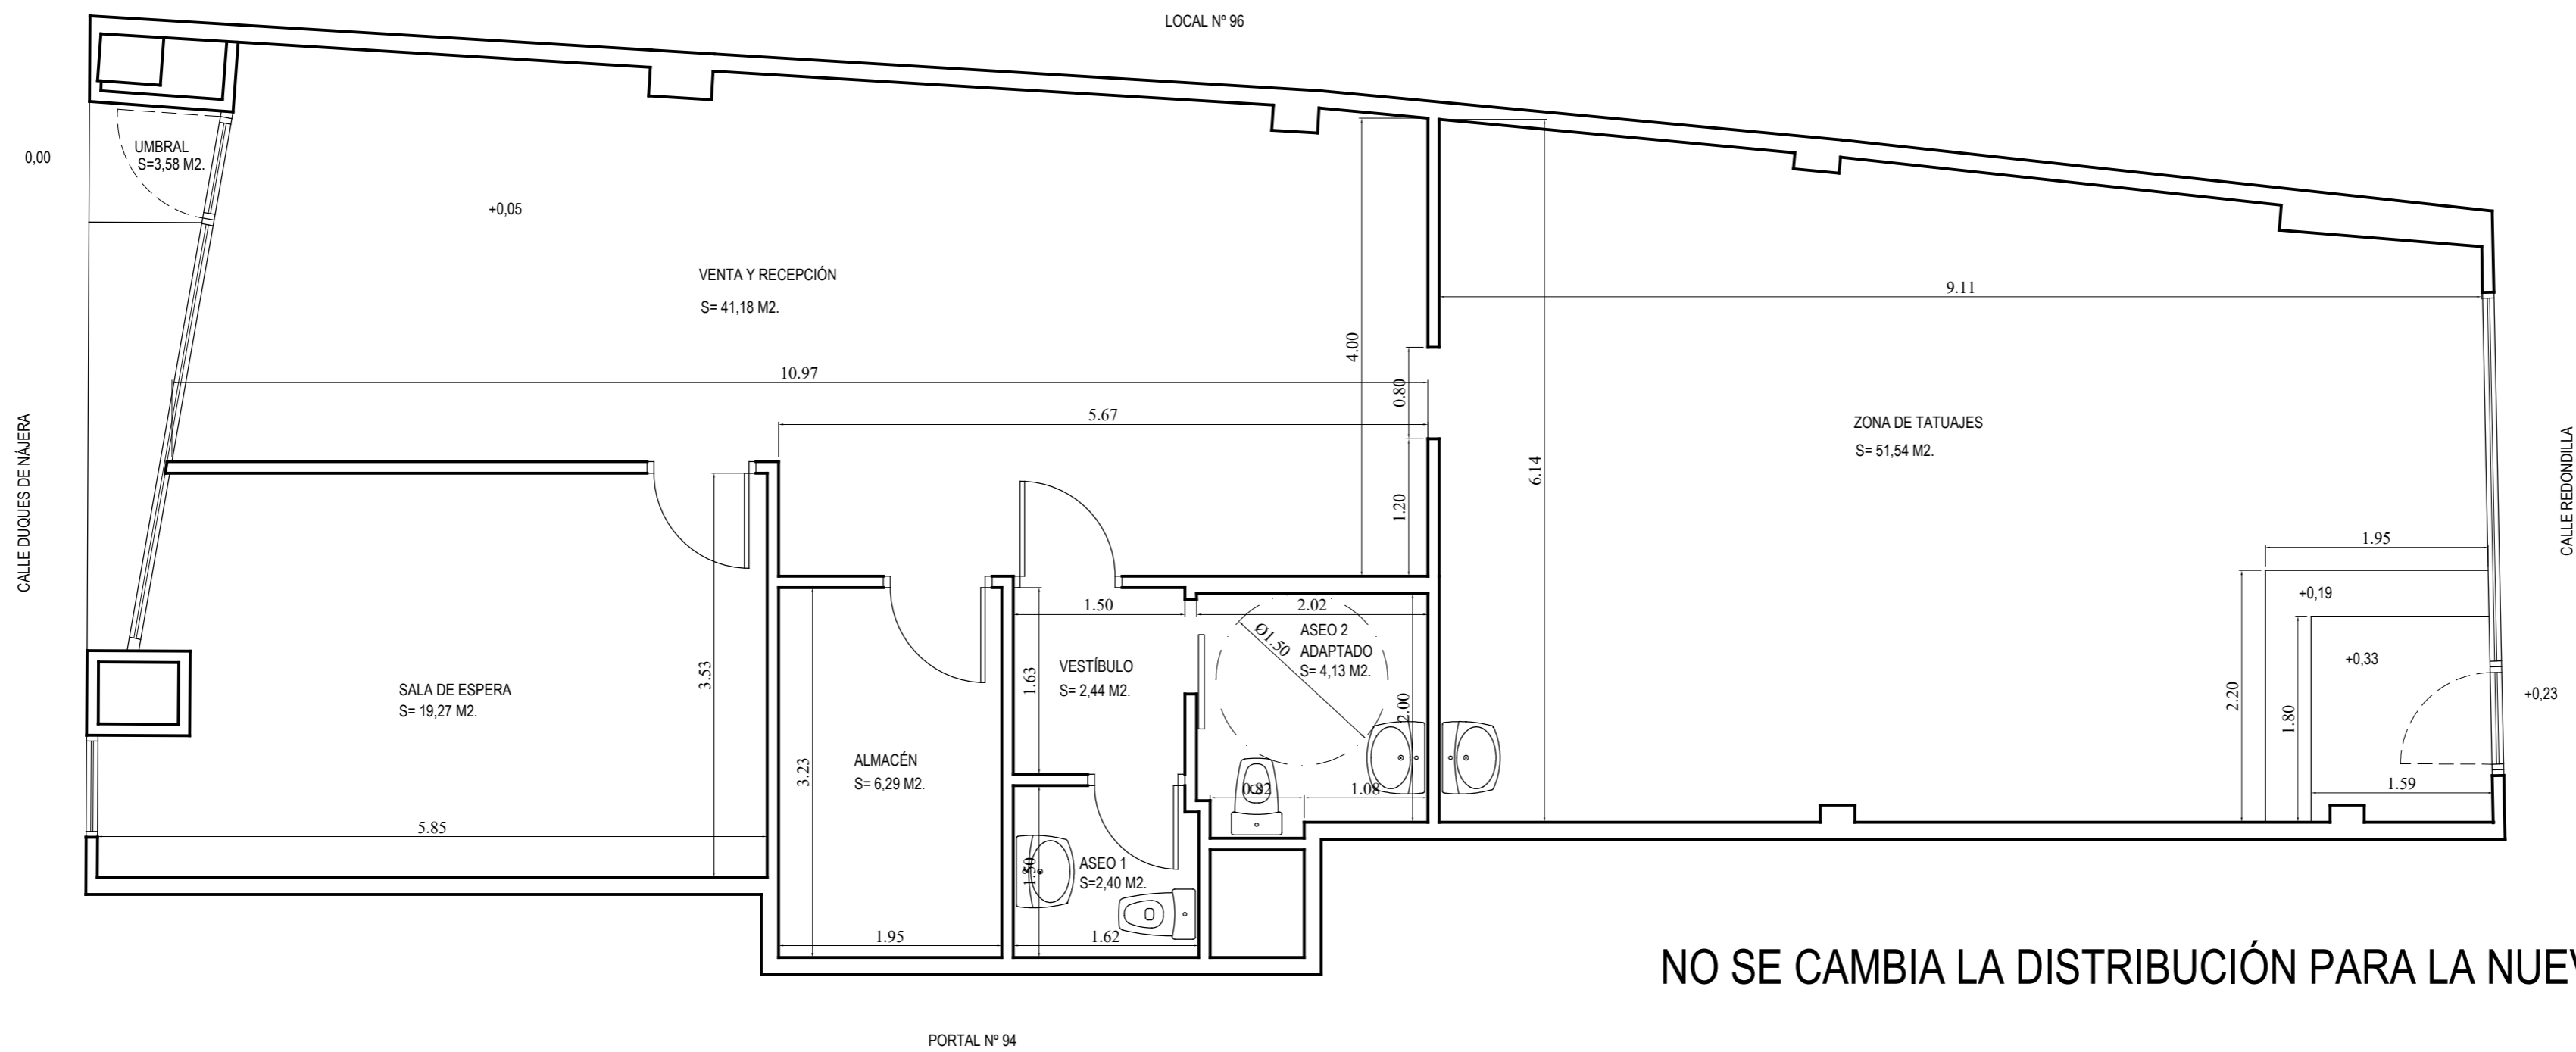 LOCAL Nº 96
0,00
UMBRAL
S=3,58 M2.
+0,05
VENTA Y RECEPCIÓN
S= 41,18 M2.
9.11
4.00
10.97
0.80
5.67
CALLE DUQUES DE NÁJERA
ZONA DE TATUAJES
S= 51,54 M2.
CALLE REDONDILLA
6.14
1.20
1.95
+0,19
1.50
2.02
ASEO 2
ADAPTADO
S= 4,13 M2.
Ø1.50
+0,33
VESTÍBULO
S= 2,44 M2.
1.63
3.53
SALA DE ESPERA
S= 19,27 M2.
2.20
2.00
1.80
+0,23
ALMACÉN
S= 6,29 M2.
3.23
0.82
1.08
1.59
5.85
ASEO 1
S=2,40 M2.
1.50
1.95
1.62
NO SE CAMBIA LA DISTRIBUCIÓN PARA LA NUEV
PORTAL Nº 94